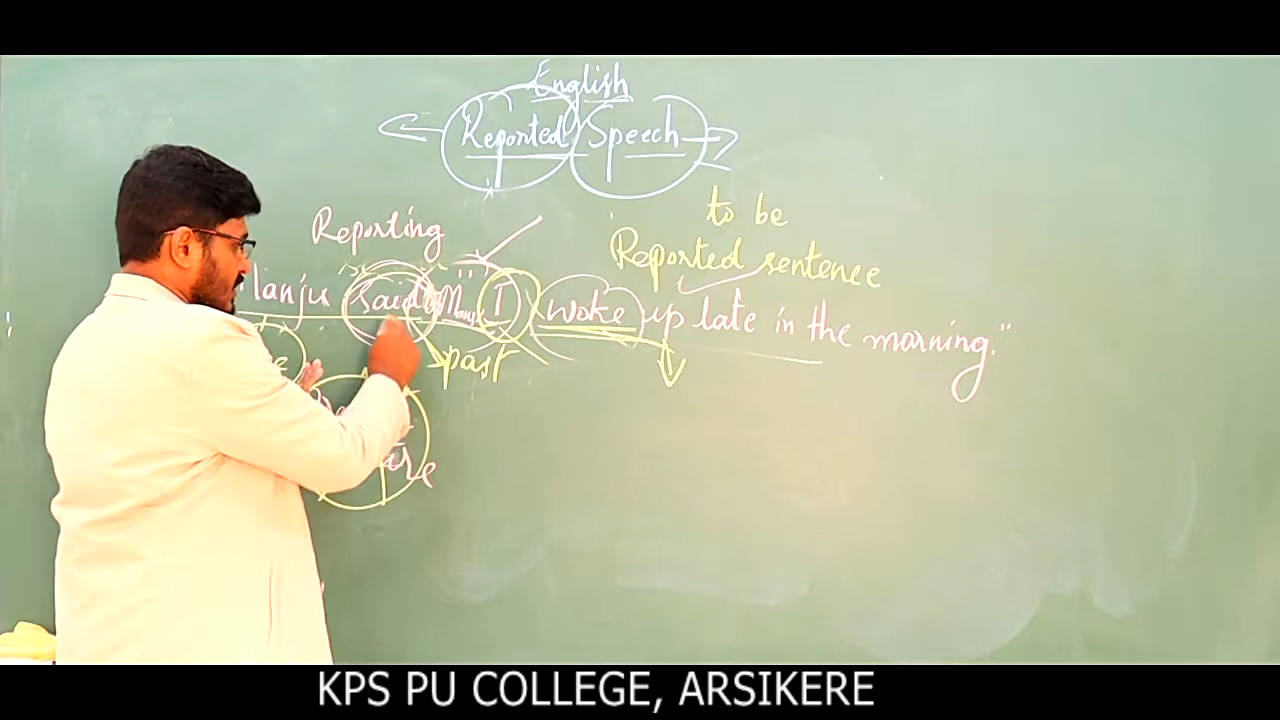 English
Reported Speech
to be
Reporting
Reported sentence
said "I woke up late in the morning."
past
KPS PU COLLEGE, ARSIKERE